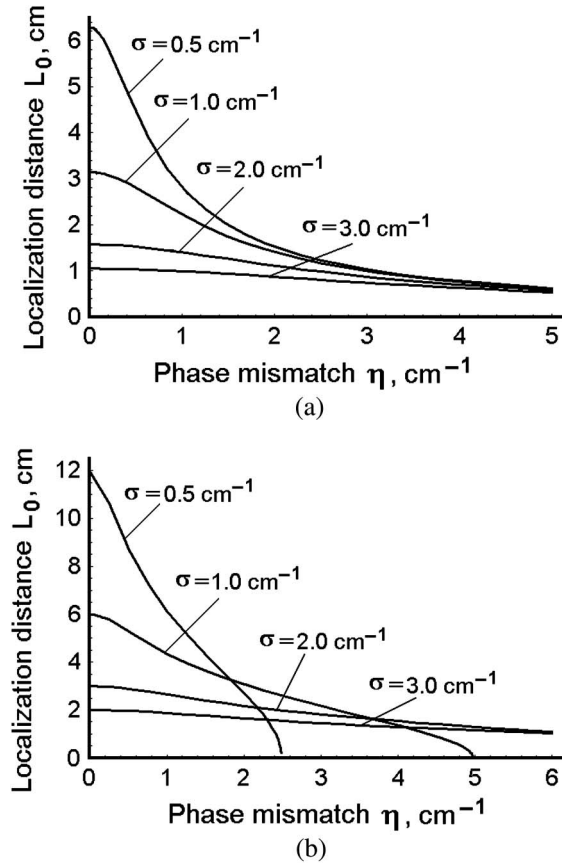 Localization distance L₀, cm
6
5
4
3
2
1
0
σ = 0.5 cm⁻¹
σ = 1.0 cm⁻¹
σ = 2.0 cm⁻¹
σ = 3.0 cm⁻¹
0 1 2 3 4 5
Phase mismatch η, cm⁻¹
(a)
Localization distance L₀, cm
12
10
8
6
4
2
0
σ = 0.5 cm⁻¹
σ = 1.0 cm⁻¹
σ = 2.0 cm⁻¹
σ = 3.0 cm⁻¹
0 1 2 3 4 5 6
Phase mismatch η, cm⁻¹
(b)